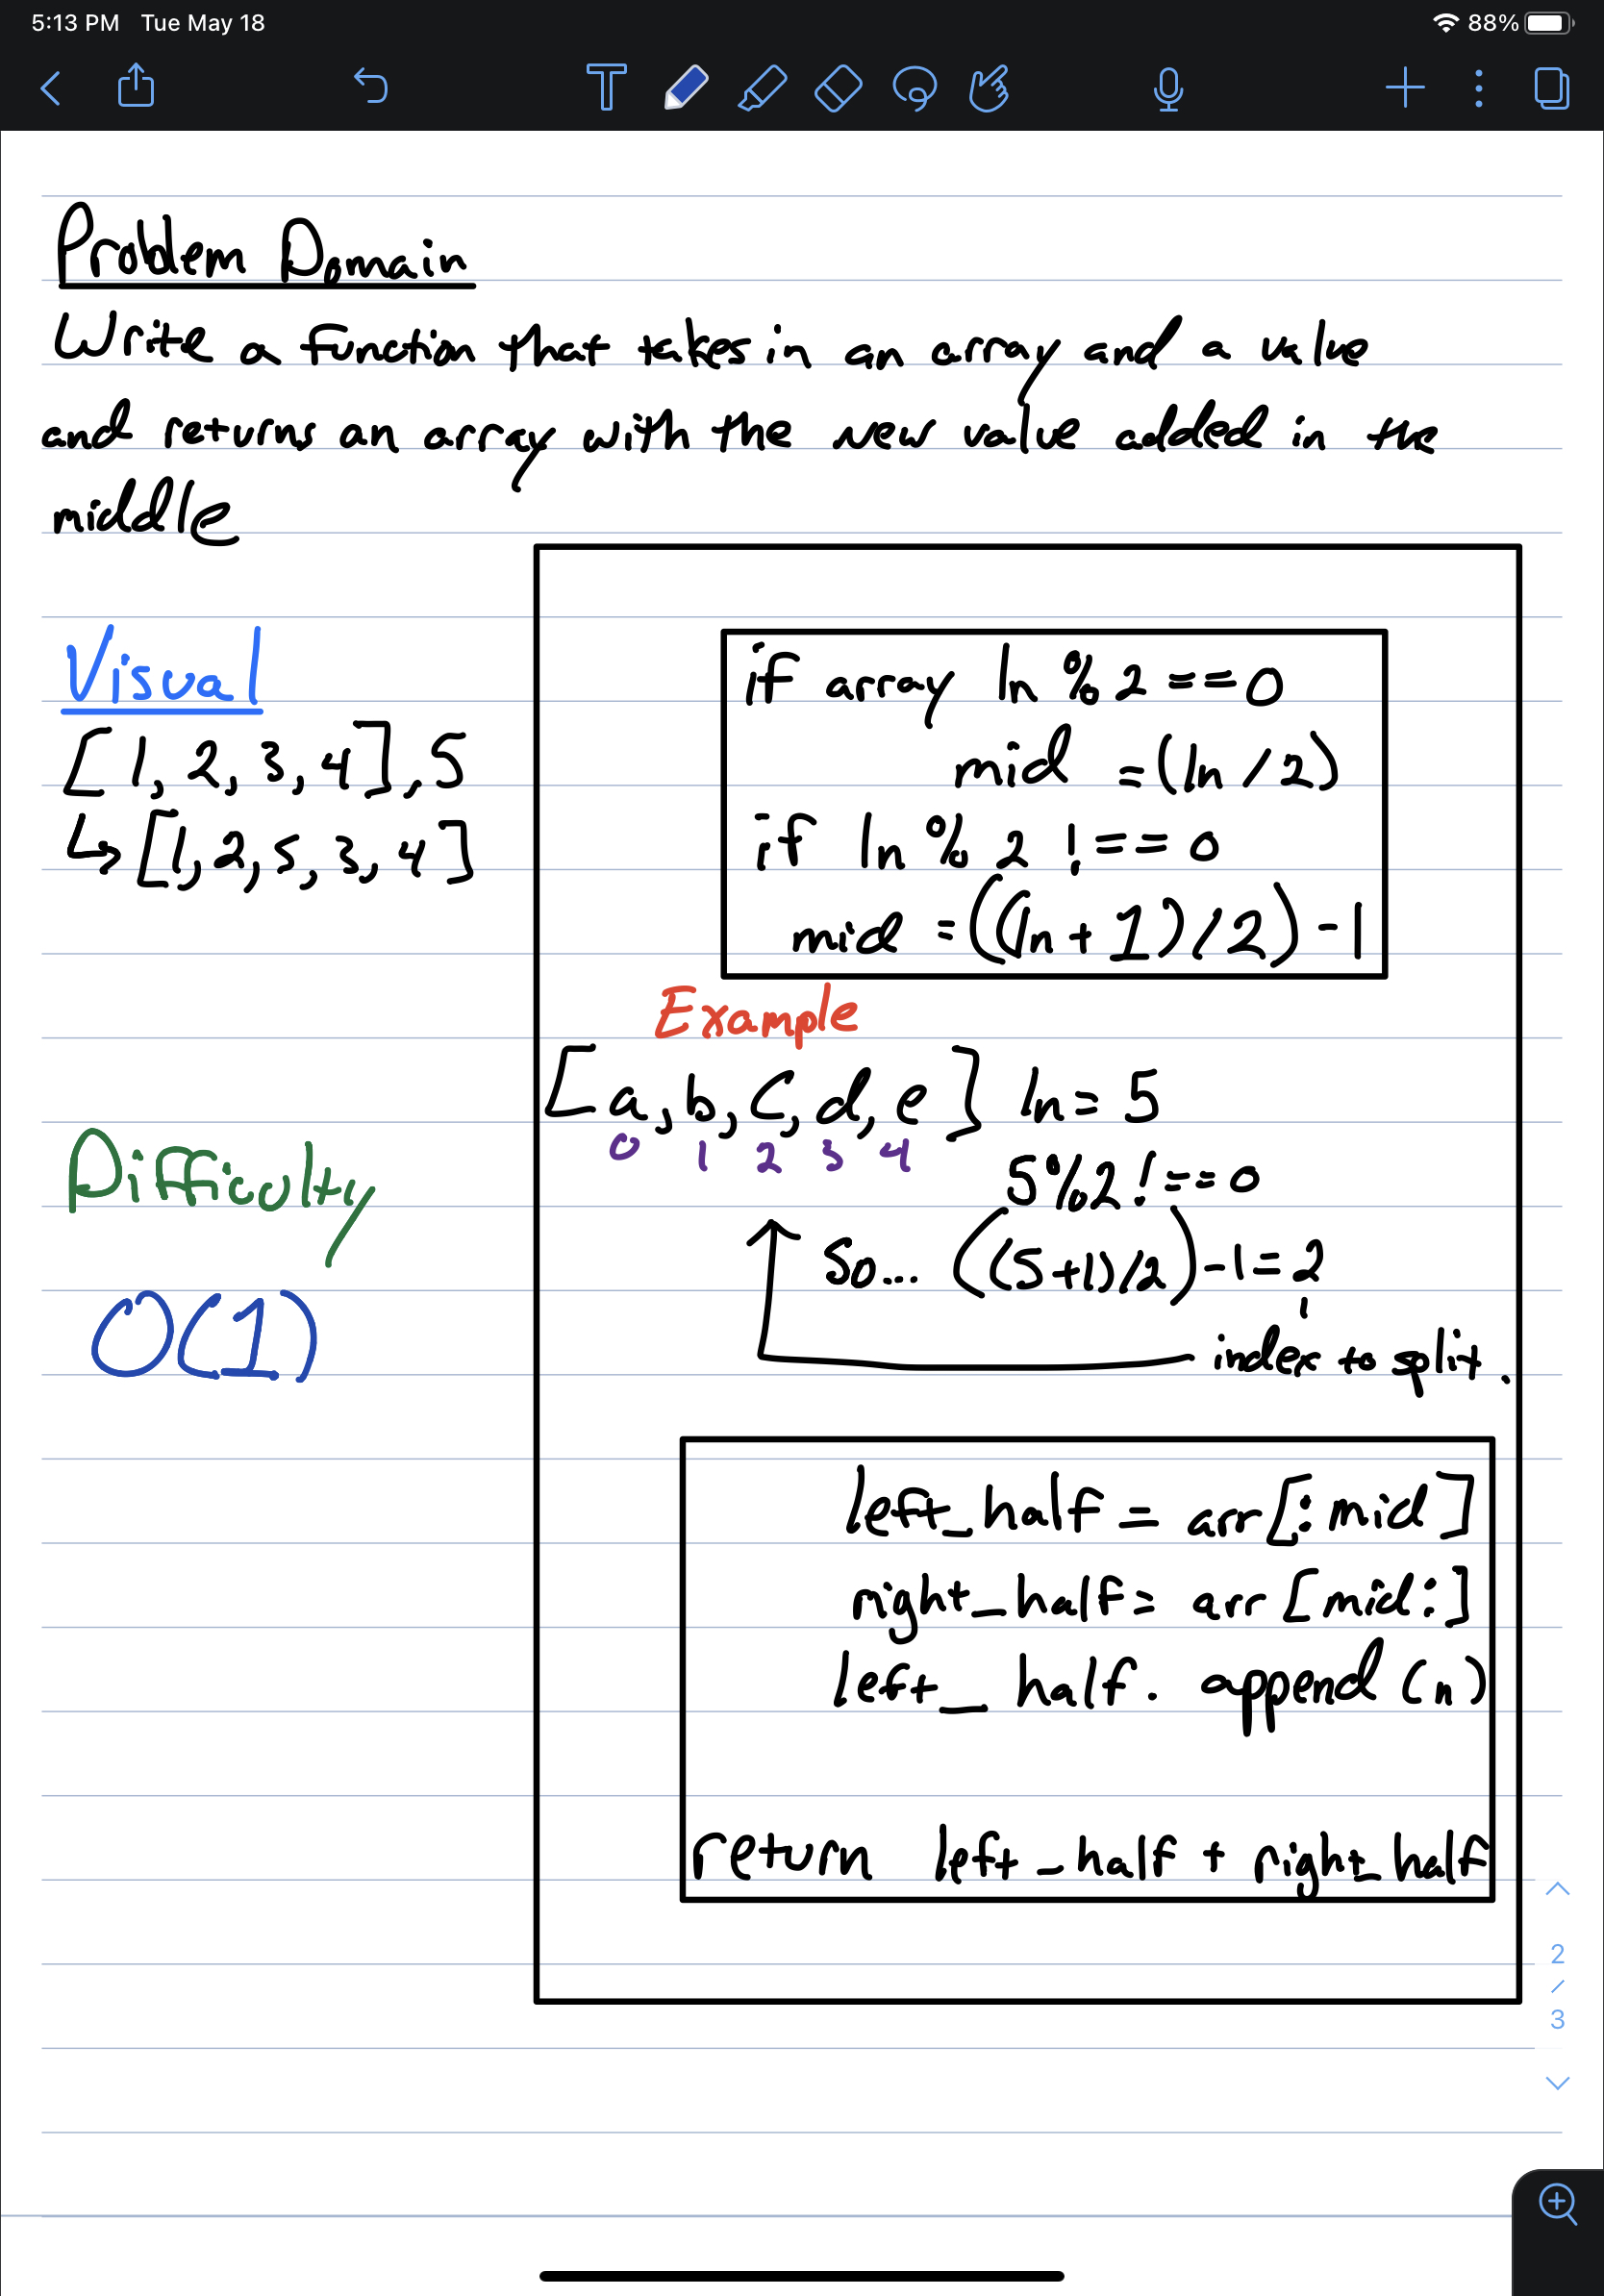 5:13 PM Tue May 18
88%
T
Problem Domain
Write a function that takes in an array and a value
and returns an array with the new value added in the
middle
Visual
[1, 2, 3, 4], 5
↳ [1, 2, 5, 3, 4]
Difficulty
O(1)
if array ln % 2 == 0
mid = (ln / 2)
if ln % 2 !== 0
mid = ((ln + 1) / 2) - 1
Example
[a, b, c, d, e] ln = 5
0 1 2 3 4
5%2 !== 0
So... ((5+1)/2) - 1 = 2
index to split.
left_half = arr[: mid]
right_half = arr[mid:]
left_half. append (n)
return left_half + right_half
2
/
3